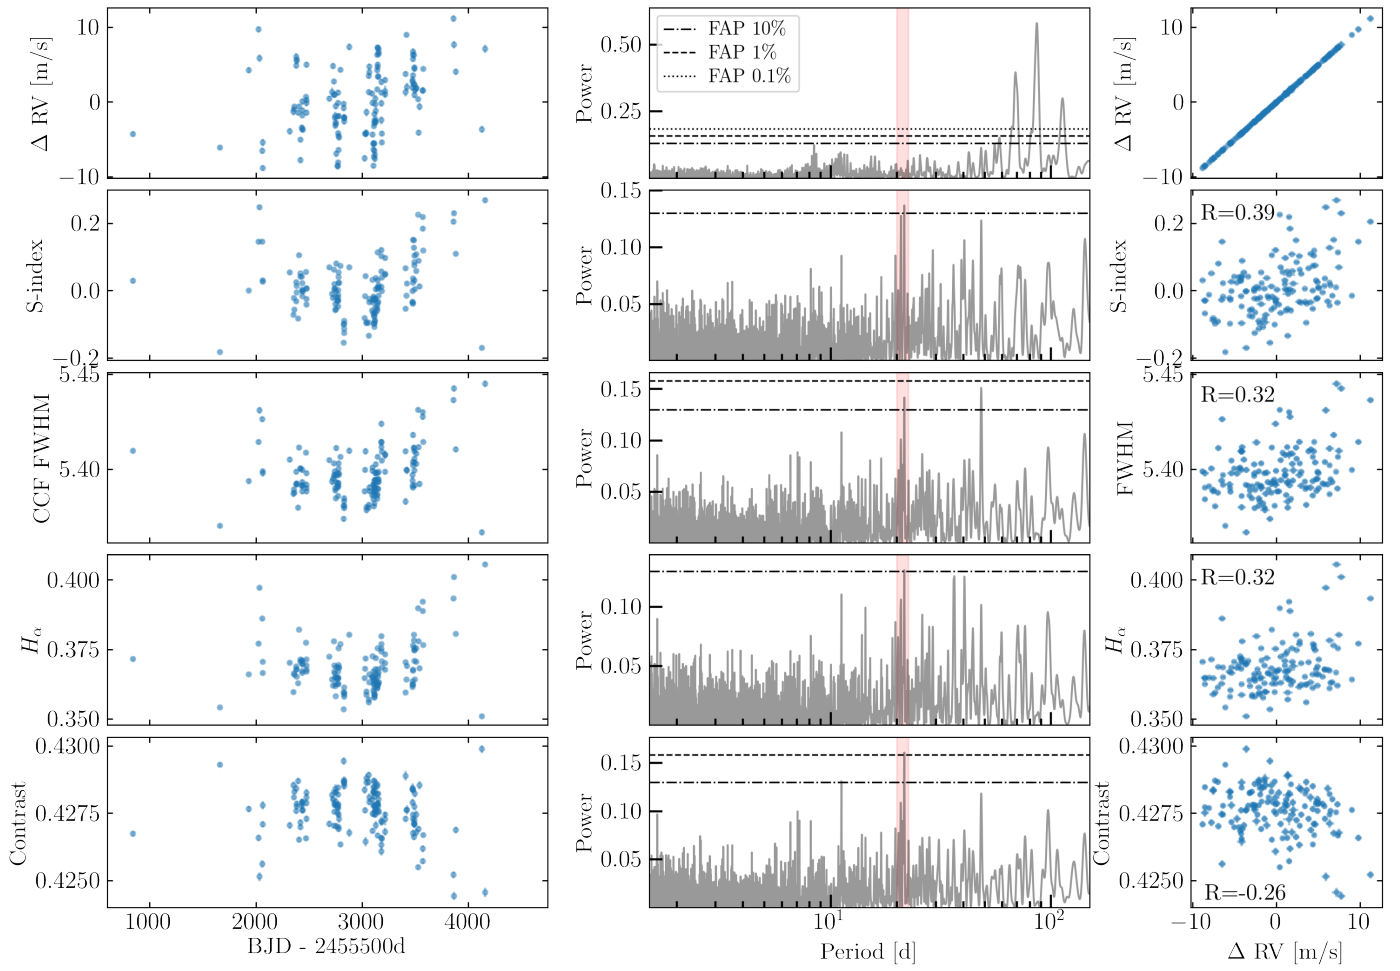 10
0
−10
Δ RV [m/s]
0.50
0.25
Power
FAP 10%
FAP 1%
FAP 0.1%
10
0
−10
Δ RV [m/s]
0.2
0.0
−0.2
S-index
0.15
0.10
0.05
Power
R=0.39
0.2
0.0
−0.2
S-index
5.45
5.40
CCF FWHM
0.15
0.10
0.05
Power
R=0.32
5.45
5.40
FWHM
0.400
0.375
0.350
Hα
0.10
0.05
Power
R=0.32
0.400
0.375
0.350
Hα
0.4300
0.4275
0.4250
Contrast
0.15
0.10
0.05
Power
R=-0.26
0.4300
0.4275
0.4250
Contrast
1000 2000 3000 4000
BJD - 2455500d
10¹ 10²
Period [d]
−10 0 10
Δ RV [m/s]